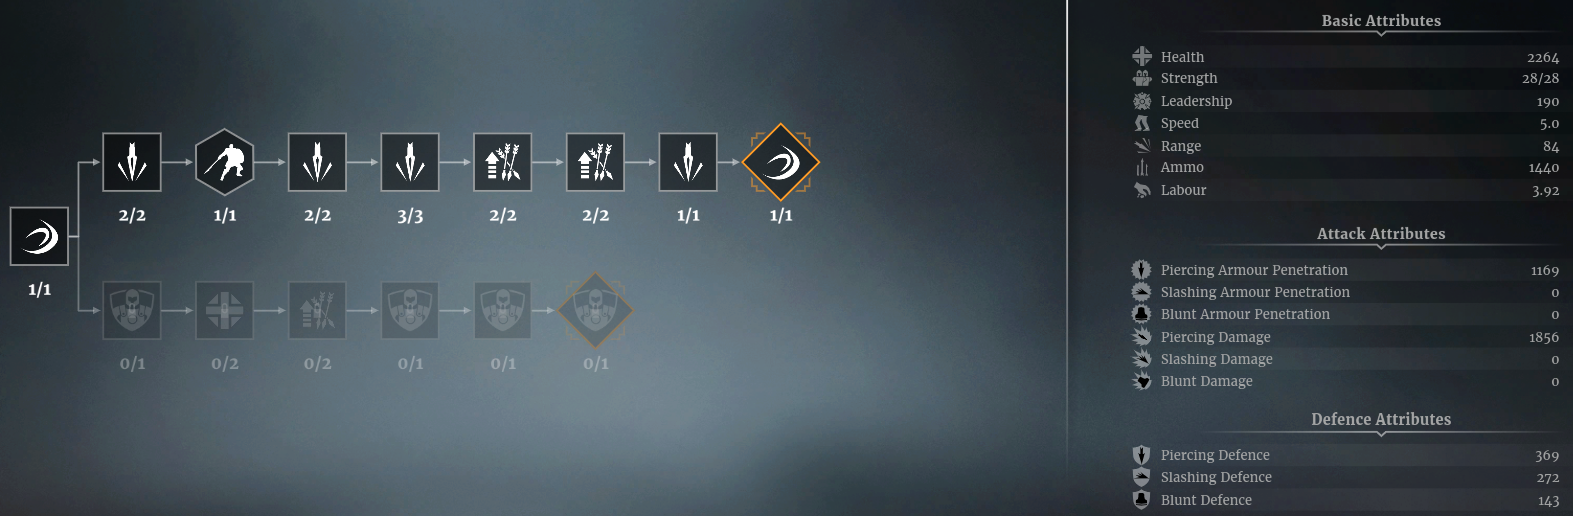 2/2 1/1 2/2 3/3 2/2 2/2 1/1 1/1
1/1
0/1 0/2 0/2 0/1 0/1 0/1
Basic Attributes
Health 2264
Strength 28/28
Leadership 190
Speed 5.0
Range 84
Ammo 1440
Labour 3.92
Attack Attributes
Piercing Armour Penetration 1169
Slashing Armour Penetration 0
Blunt Armour Penetration 0
Piercing Damage 1856
Slashing Damage 0
Blunt Damage 0
Defence Attributes
Piercing Defence 369
Slashing Defence 272
Blunt Defence 143